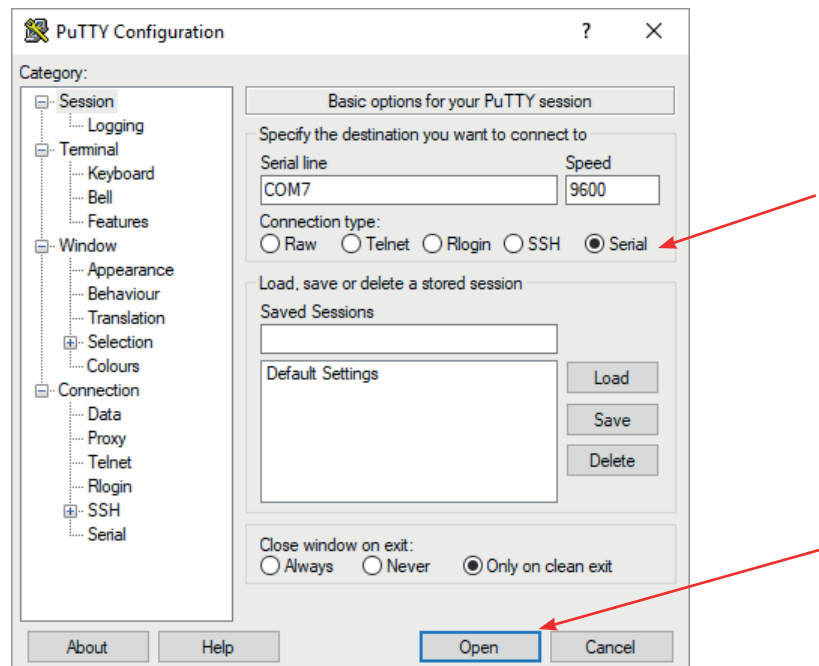 PuTTY Configuration
?
Category:
Session
Logging
Terminal
Keyboard
Bell
Features
Window
Appearance
Behaviour
Translation
Selection
Colours
Connection
Data
Proxy
Telnet
Rlogin
SSH
Serial
Basic options for your PuTTY session
Specify the destination you want to connect to
Serial line Speed
COM7 9600
Connection type:
Raw Telnet Rlogin SSH Serial
Load, save or delete a stored session
Saved Sessions
Default Settings
Load
Save
Delete
Close window on exit:
Always Never Only on clean exit
About Help Open Cancel